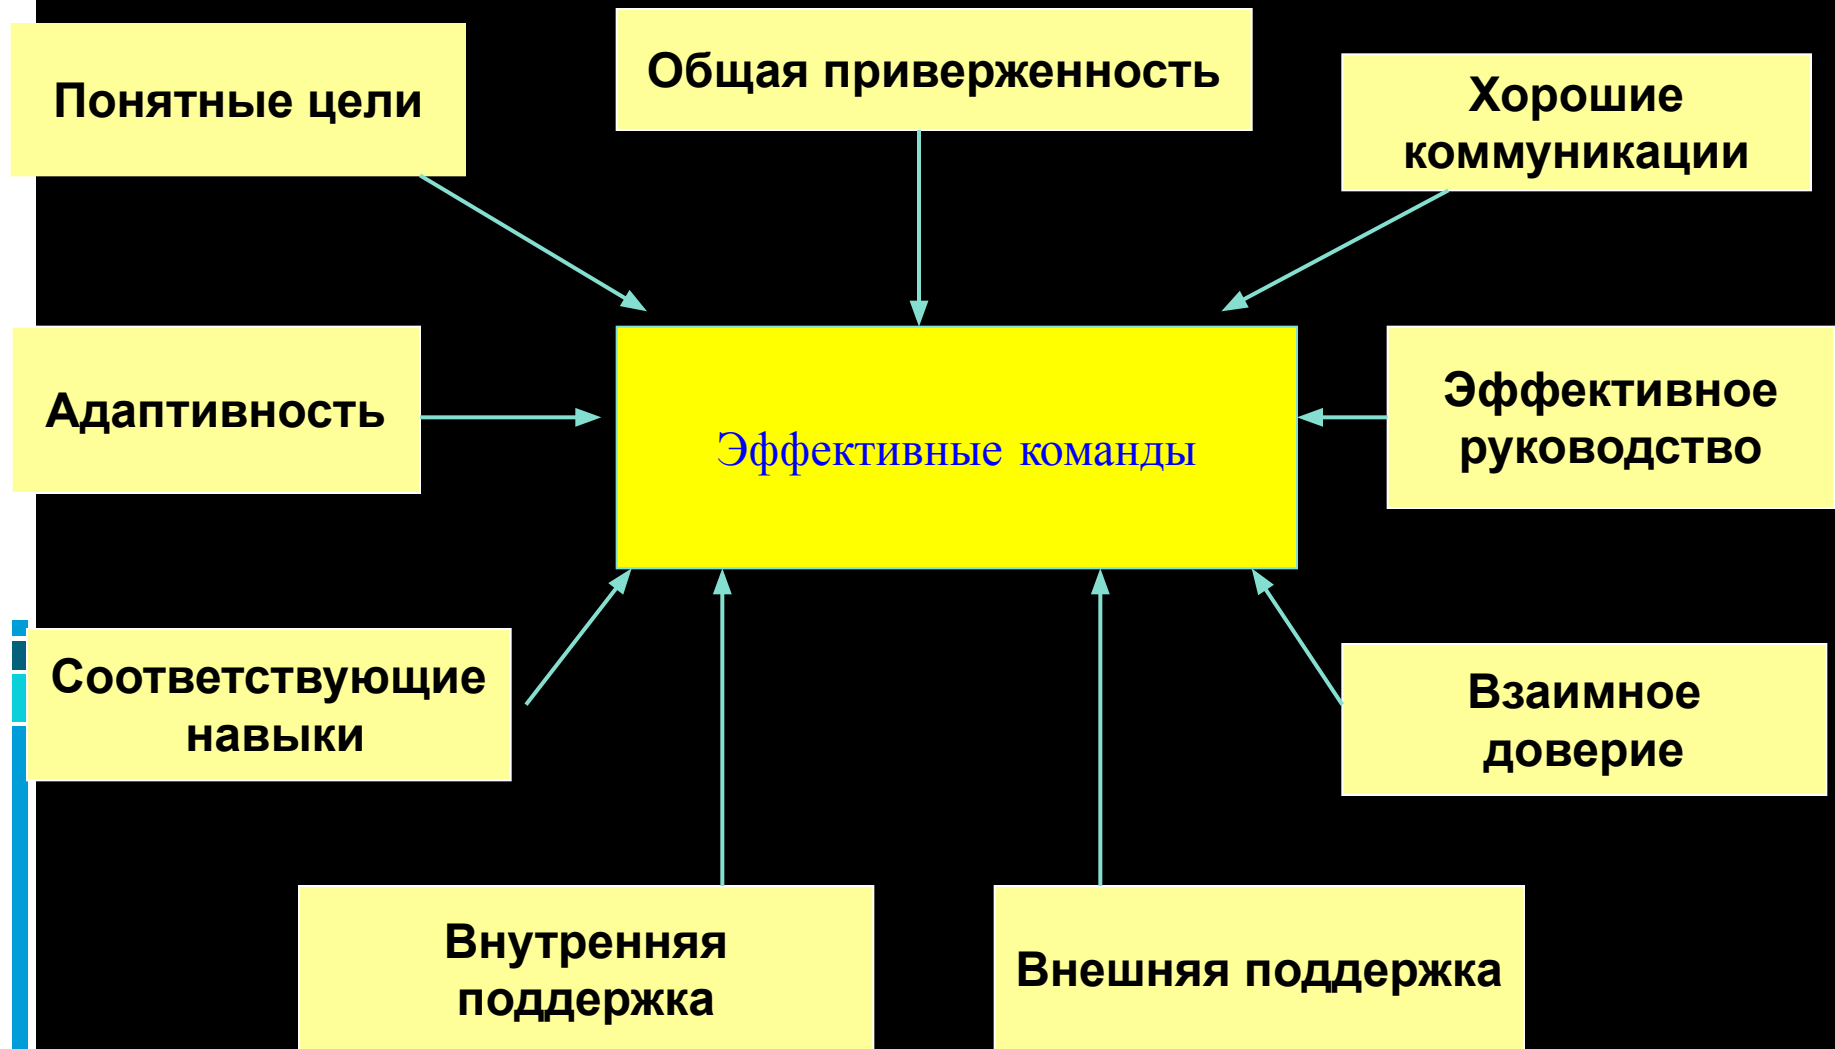 Понятные цели
Общая приверженность
Хорошие
коммуникации
Адаптивность
Эффективные команды
Эффективное
руководство
Соответствующие
навыки
Взаимное
доверие
Внутренняя
поддержка
Внешняя поддержка